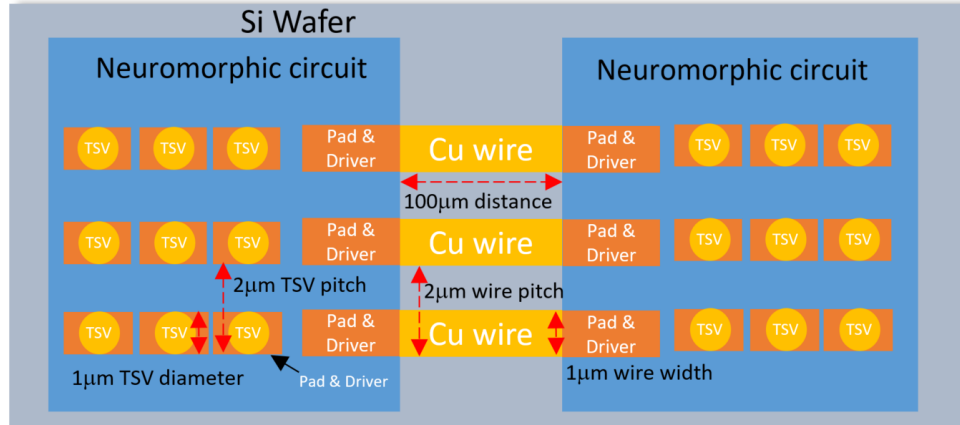 Si Wafer
Neuromorphic circuit
Neuromorphic circuit
TSV TSV TSV
Pad &
Driver
Cu wire
Pad &
Driver
TSV TSV TSV
100μm distance
TSV TSV TSV
Pad &
Driver
Cu wire
Pad &
Driver
TSV TSV TSV
2μm TSV pitch
2μm wire pitch
TSV TSV TSV
Pad &
Driver
Cu wire
Pad &
Driver
TSV TSV TSV
1μm TSV diameter
Pad & Driver
1μm wire width